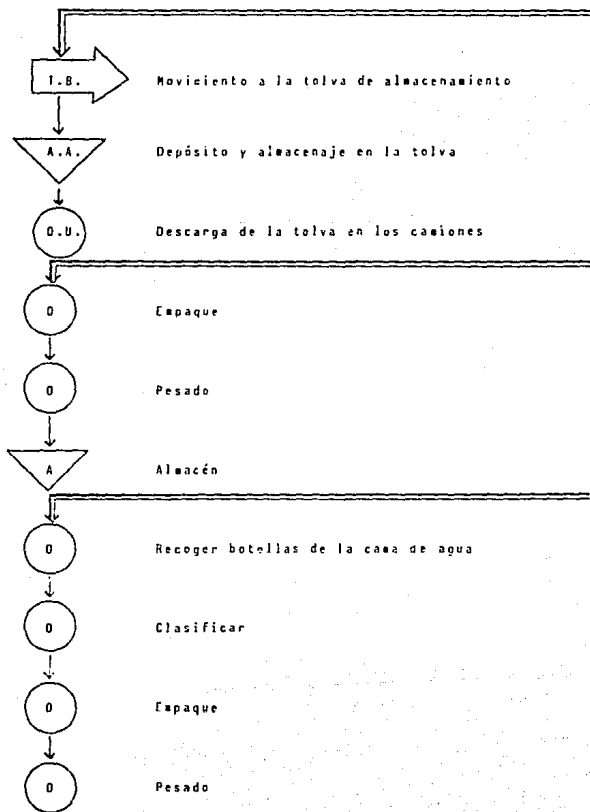 T.B. Moviciento a la tolva de almacenamiento
A.A. Depósito y almacenaje en la tolva
O.U. Descarga de la tolva en los camiones
O Empaque
O Pesado
A Almacén
O Recoger botellas de la cama de agua
O Clasificar
O Empaque
O Pesado